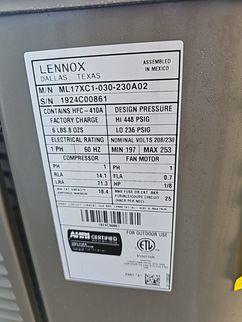 LENNOX
DALLAS, TEXAS
ASSEMBLED
IN MEXICO
M/N ML17XC1-030-230A02
S/N 1924C00861
CONTAINS HFC-410A DESIGN PRESSURE
FACTORY CHARGE HI 448 PSIG
6 LBS 8 OZS LO 236 PSIG
ELECTRICAL RATING NOMINAL VOLTS: 208/230
1 PH 60 HZ MIN 197 MAX 253
COMPRESSOR FAN MOTOR
PH 1 PH 1
RLA 14.1 FLA 0.7
LRA 71.3 HP 1/8
18.4 25
1924C00861
CERTIFIED
FOR OUTDOOR USE
Intertek